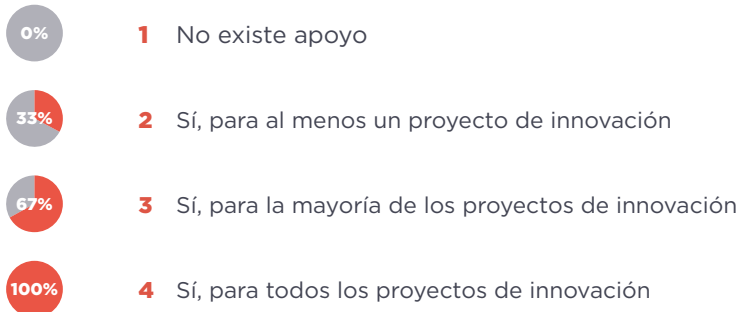 0% 1 No existe apoyo
33% 2 Sí, para al menos un proyecto de innovación
67% 3 Sí, para la mayoría de los proyectos de innovación
100% 4 Sí, para todos los proyectos de innovación